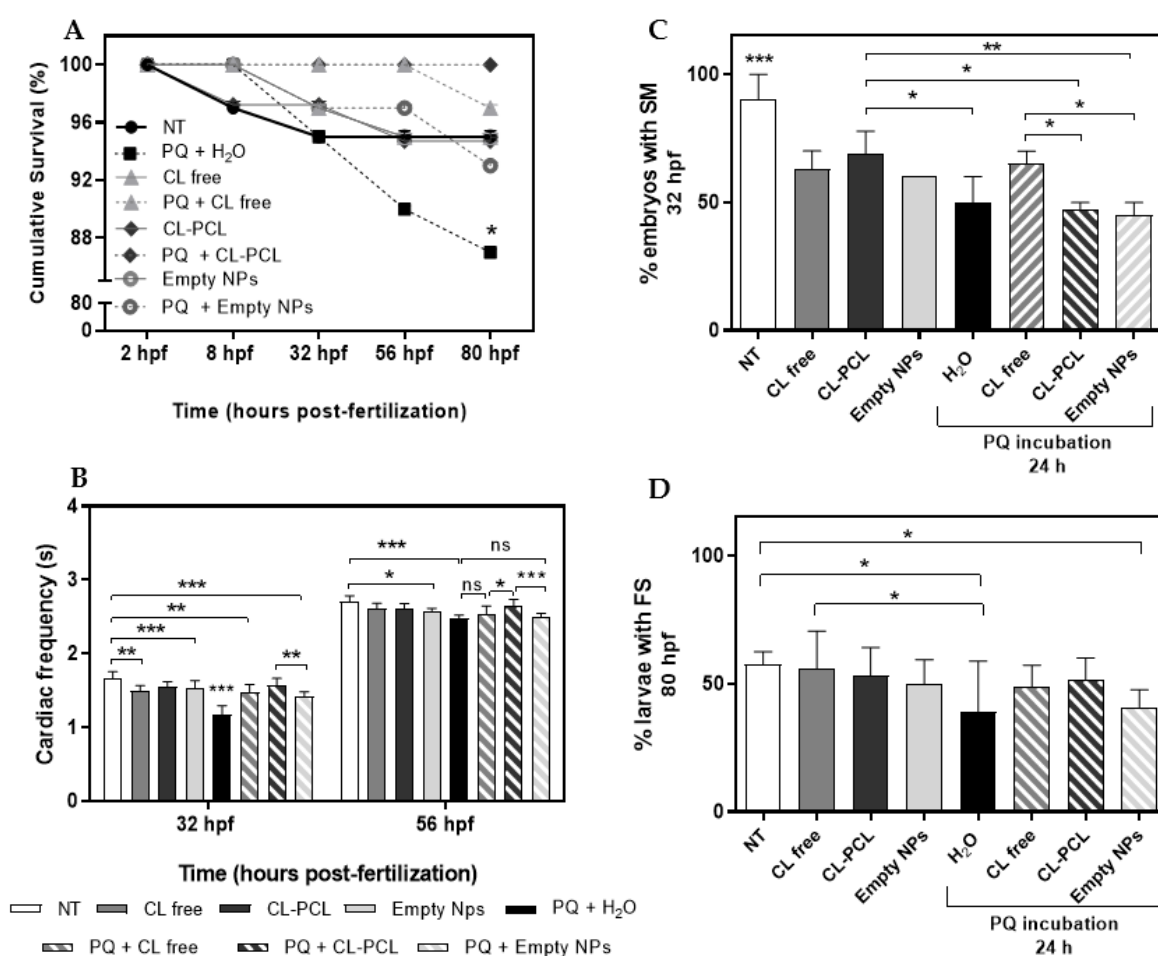 A
Cumulative Survival (%)
100
96
92
88
80
0
NT
PQ + H₂O
CL free
PQ + CL free
CL-PCL
PQ + CL-PCL
Empty NPs
PQ + Empty NPs
*
2 hpf 8 hpf 32 hpf 56 hpf 80 hpf
Time (hours post-fertilization)
B
Cardiac frequency (s)
4
3
2
1
0
***
**
***
**
***
**
***
*
ns
ns
*
***
32 hpf 56 hpf
Time (hours post-fertilization)
NT CL free CL-PCL Empty Nps PQ + H₂O
PQ + CL free PQ + CL-PCL PQ + Empty NPs
C
% embryos with SM
32 hpf
100
50
0
***
**
*
*
*
*
NT CL free CL-PCL Empty NPs H₂O CL free CL-PCL Empty NPs
PQ incubation
24 h
D
% larvae with FS
80 hpf
100
50
0
*
*
*
NT CL free CL-PCL Empty NPs H₂O CL free CL-PCL Empty NPs
PQ incubation
24 h